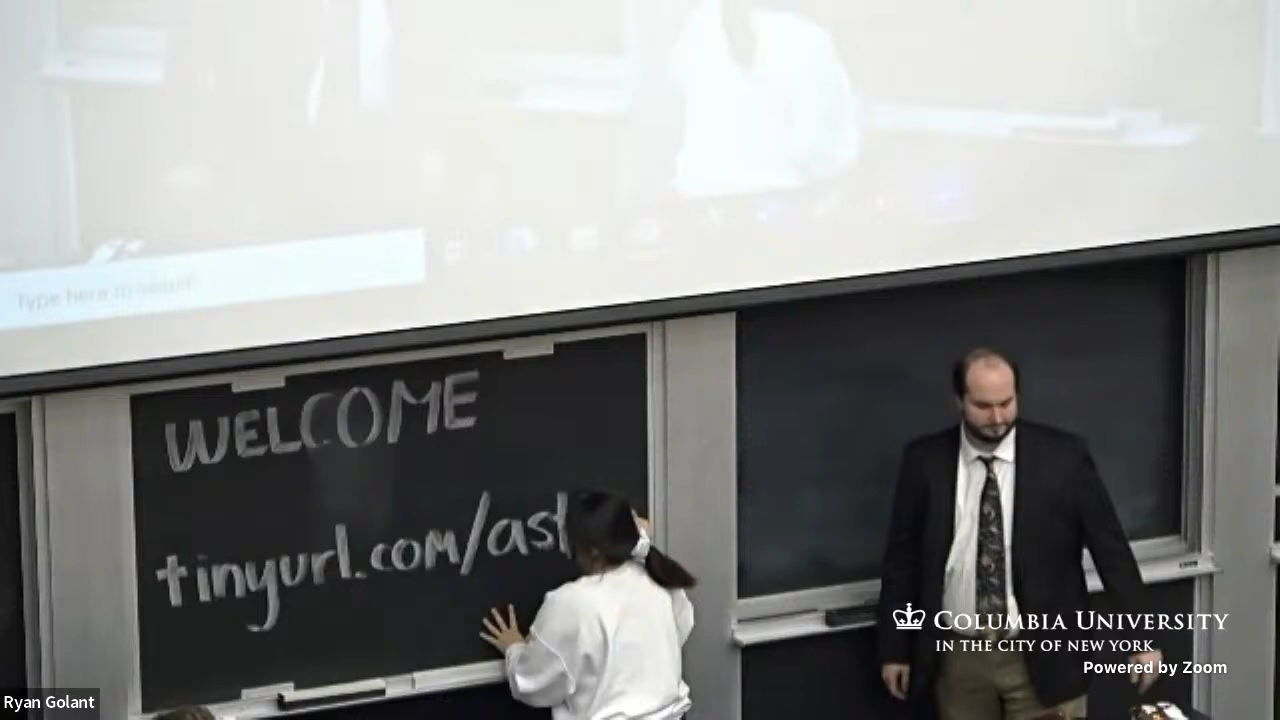 Type here to search
WELCOME
tinyurl.com/ast
COLUMBIA UNIVERSITY
IN THE CITY OF NEW YORK
Powered by Zoom
Ryan Golant